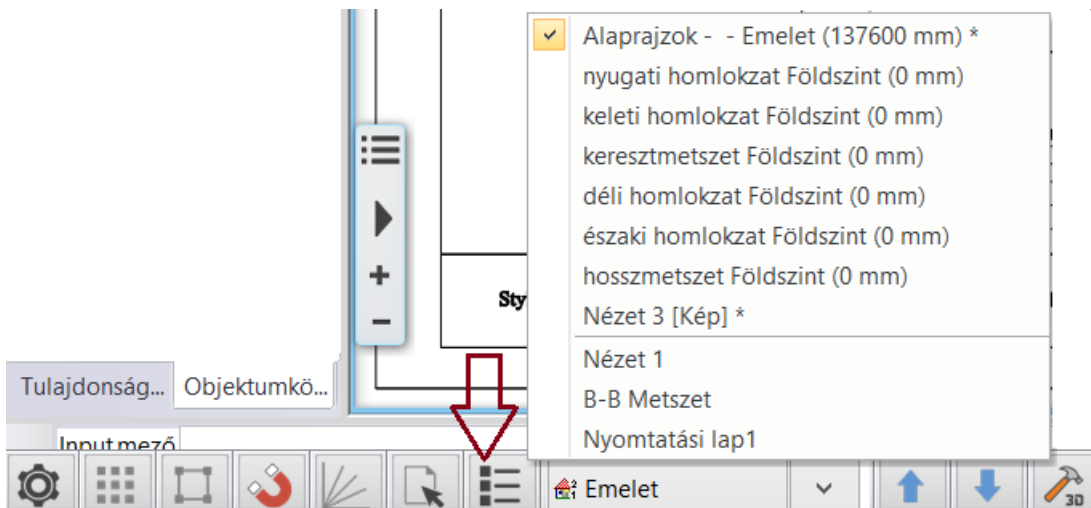 Alaprajzok -  - Emelet (137600 mm) *
nyugati homlokzat Földszint (0 mm)
keleti homlokzat Földszint (0 mm)
keresztmetszet Földszint (0 mm)
déli homlokzat Földszint (0 mm)
északi homlokzat Földszint (0 mm)
hosszmetszet Földszint (0 mm)
Nézet 3 [Kép] *
Sty
Nézet 1
B-B Metszet
Nyomtatási lap1
Tulajdonság... Objektumkö...
Input mező
Emelet
3D